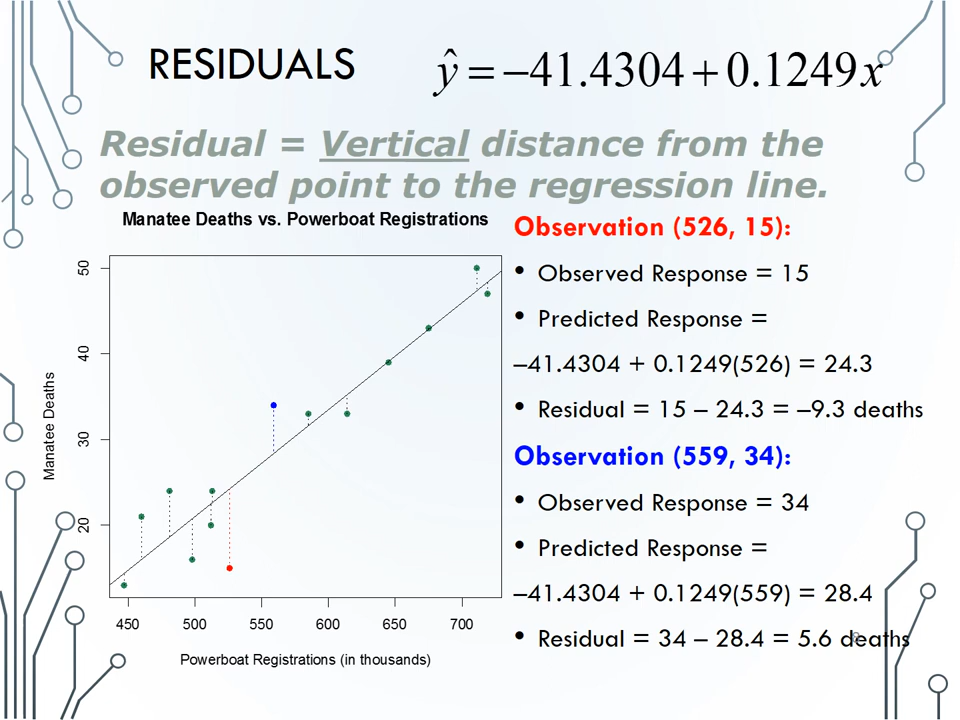 RESIDUALS
ŷ = −41.4304 + 0.1249x
Residual = Vertical distance from the
observed point to the regression line.
Manatee Deaths vs. Powerboat Registrations
50
40
30
20
Manatee Deaths
450 500 550 600 650 700
Powerboat Registrations (in thousands)
Observation (526, 15):
• Observed Response = 15
• Predicted Response =
–41.4304 + 0.1249(526) = 24.3
• Residual = 15 – 24.3 = –9.3 deaths
Observation (559, 34):
• Observed Response = 34
• Predicted Response =
–41.4304 + 0.1249(559) = 28.4
• Residual = 34 – 28.4 = 5.6 deaths